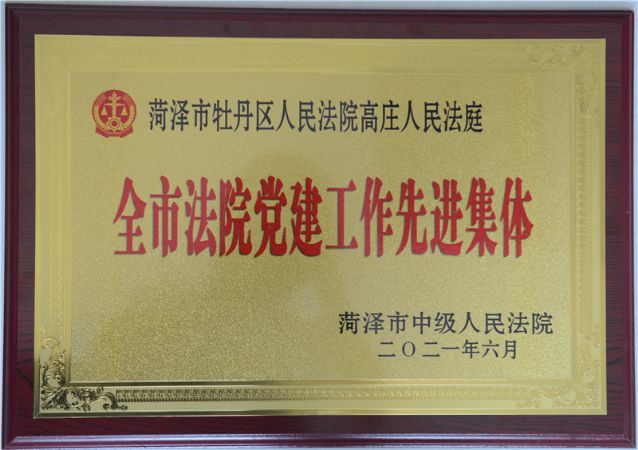 菏泽市牡丹区人民法院高庄人民法庭
全市法院党建工作先进集体
菏泽市中级人民法院
二〇二一年六月